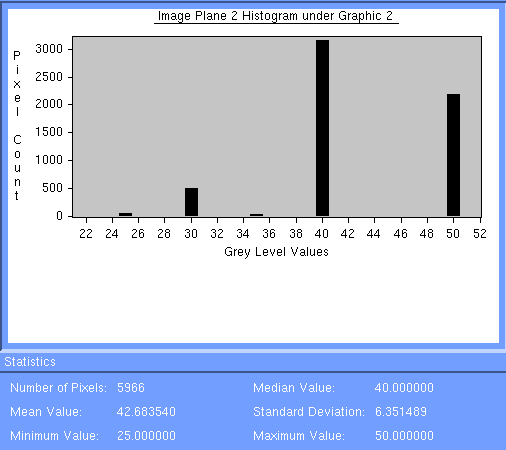 Image Plane 2 Histogram under Graphic 2
Pixel Count
3000
2500
2000
1500
1000
500
0
22 24 26 28 30 32 34 36 38 40 42 44 46 48 50 52
Grey Level Values
Statistics
Number of Pixels: 5966 Median Value: 40.000000
Mean Value: 42.683540 Standard Deviation: 6.351489
Minimum Value: 25.000000 Maximum Value: 50.000000